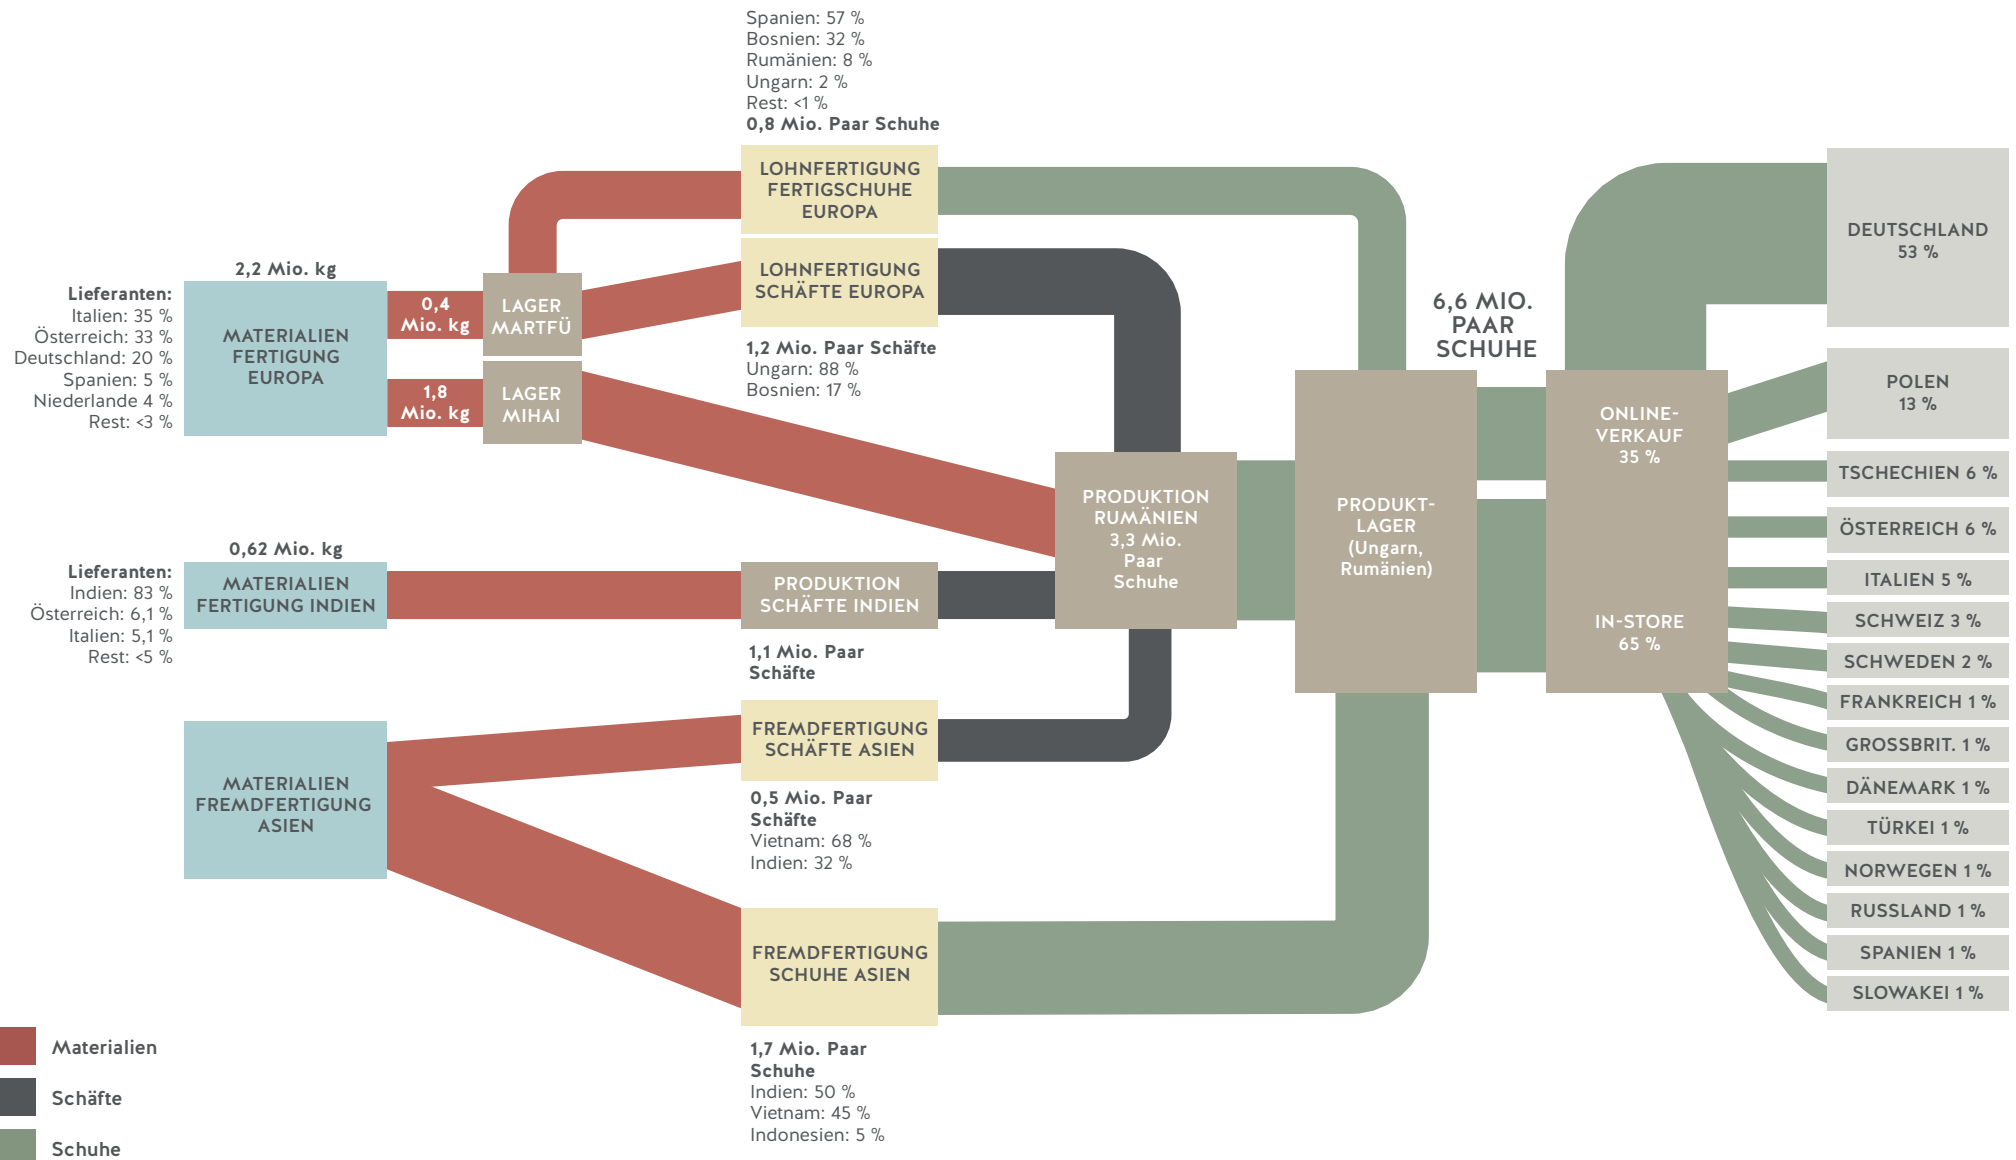 Spanien: 57 %
Bosnien: 32 %
Rumänien: 8 %
Ungarn: 2 %
Rest: <1 %
0,8 Mio. Paar Schuhe
LOHNFERTIGUNG
FERTIGSCHUHE
EUROPA
LOHNFERTIGUNG
SCHÄFTE EUROPA
1,2 Mio. Paar Schäfte
Ungarn: 88 %
Bosnien: 17 %
2,2 Mio. kg
Lieferanten:
Italien: 35 %
Österreich: 33 %
Deutschland: 20 %
Spanien: 5 %
Niederlande 4 %
Rest: <3 %
MATERIALIEN
FERTIGUNG
EUROPA
0,4
Mio. kg
LAGER
MARTFÜ
1,8
Mio. kg
LAGER
MIHAI
0,62 Mio. kg
Lieferanten:
Indien: 83 %
Österreich: 6,1 %
Italien: 5,1 %
Rest: <5 %
MATERIALIEN
FERTIGUNG INDIEN
PRODUKTION
SCHÄFTE INDIEN
1,1 Mio. Paar
Schäfte
MATERIALIEN
FREMDFERTIGUNG
ASIEN
FREMDFERTIGUNG
SCHÄFTE ASIEN
0,5 Mio. Paar
Schäfte
Vietnam: 68 %
Indien: 32 %
FREMDFERTIGUNG
SCHUHE ASIEN
1,7 Mio. Paar
Schuhe
Indien: 50 %
Vietnam: 45 %
Indonesien: 5 %
PRODUKTION
RUMÄNIEN
3,3 Mio.
Paar
Schuhe
PRODUKT-
LAGER
(Ungarn,
Rumänien)
6,6 MIO.
PAAR
SCHUHE
ONLINE-
VERKAUF
35 %
IN-STORE
65 %
DEUTSCHLAND
53 %
POLEN
13 %
TSCHECHIEN 6 %
ÖSTERREICH 6 %
ITALIEN 5 %
SCHWEIZ 3 %
SCHWEDEN 2 %
FRANKREICH 1 %
GROSSBRIT. 1 %
DÄNEMARK 1 %
TÜRKEI 1 %
NORWEGEN 1 %
RUSSLAND 1 %
SPANIEN 1 %
SLOWAKEI 1 %
Materialien
Schäfte
Schuhe